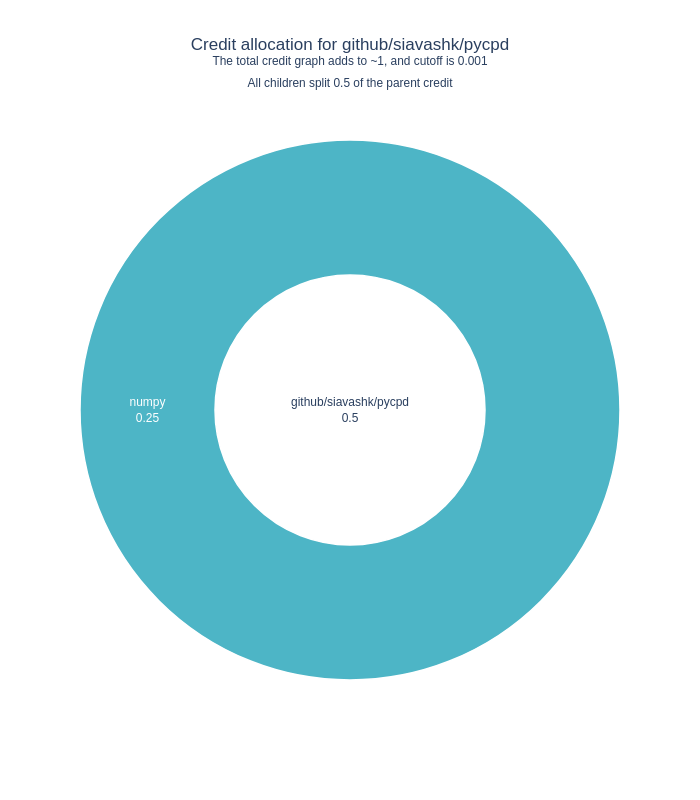 Credit allocation for github/siavashk/pycpd
The total credit graph adds to ~1, and cutoff is 0.001
All children split 0.5 of the parent credit
numpy
0.25
github/siavashk/pycpd
0.5